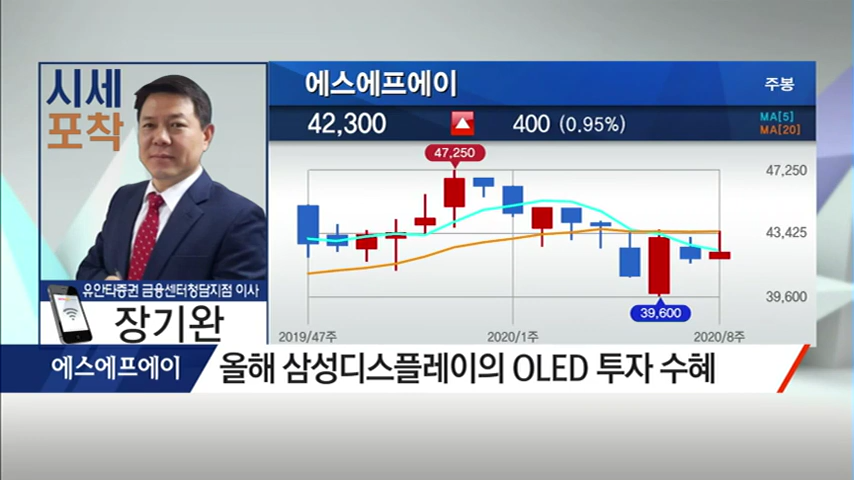 시세
포착
에스에프에이
주봉
42,300 400 (0.95%)
MA[5]
MA[20]
47,250
47,250
43,425
39,600
39,600
2019/47주 2020/1주 2020/8주
유안타증권 금융센터청담지점 이사
장기완
에스에프에이
올해 삼성디스플레이의 OLED 투자 수혜